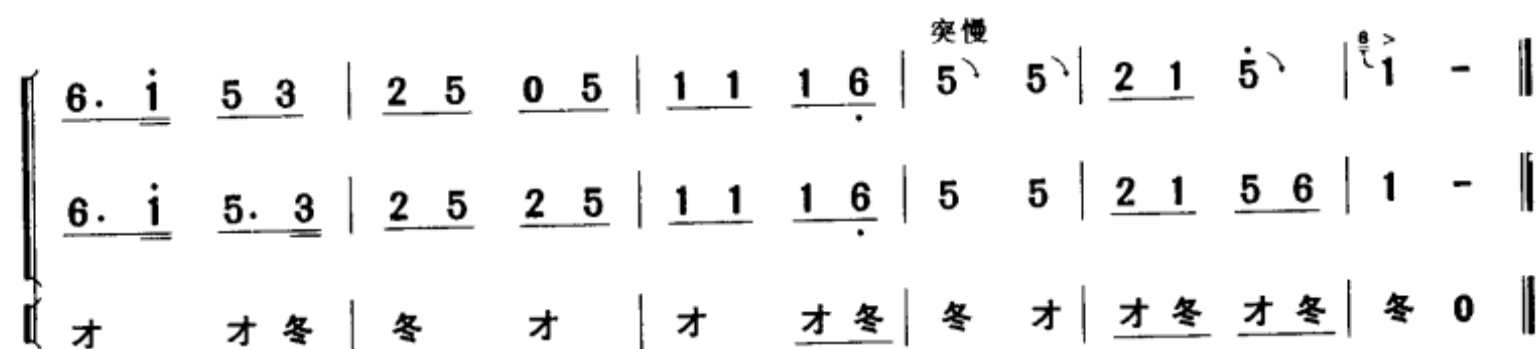 突慢
6. i 5 3 | 2 5 0 5 | 1 1 1 6 | 5 5 | 2 1 5 | 1 -
6. i 5. 3 | 2 5 2 5 | 1 1 1 6 | 5 5 | 2 1 5 6 | 1 -
才 才冬 | 冬 才 | 才 才冬 | 冬 才 | 才冬 才冬 | 冬 0